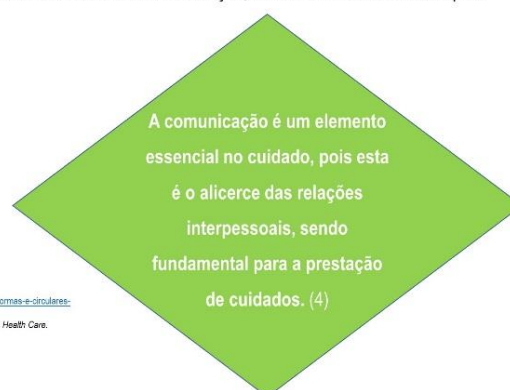 A comunicação é um elemento
essencial no cuidado, pois esta
é o alicerce das relações
interpessoais, sendo
fundamental para a prestação
de cuidados. (4)
ormas-e-circulares-
Health Care.